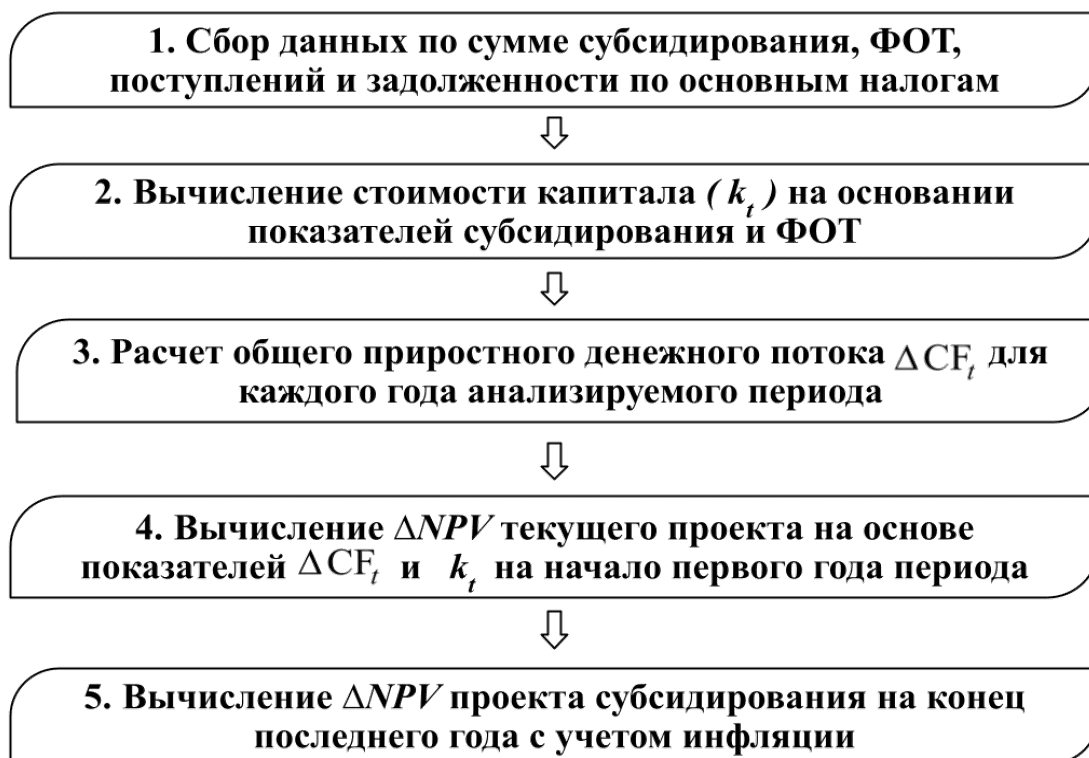 1. Сбор данных по сумме субсидирования, ФОТ,
поступлений и задолженности по основным налогам
2. Вычисление стоимости капитала ( k_t ) на основании
показателей субсидирования и ФОТ
3. Расчет общего приростного денежного потока ΔCF_t для
каждого года анализируемого периода
4. Вычисление ΔNPV текущего проекта на основе
показателей ΔCF_t и k_t на начало первого года периода
5. Вычисление ΔNPV проекта субсидирования на конец
последнего года с учетом инфляции